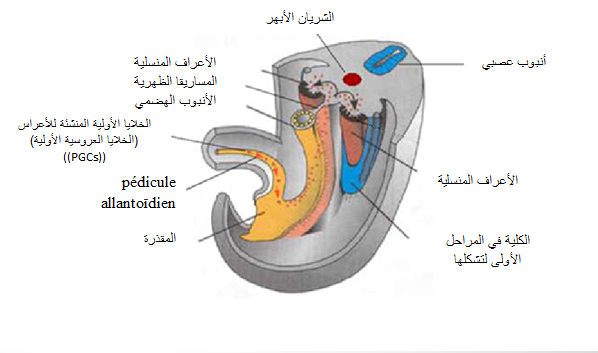 الشريان الأبهر
أنبوب عصبي
الأعراف المنسلية
المساريقا الظهرية
الأنبوب الهضمي
الخلايا الأولية المنشئة للأعراس
(الخلايا العروسية الأولية)
((PGCs))
pédicule
allantoïdien
المقذرة
الأعراف المنسلية
الكلية في المراحل
الأولى لتشكلها